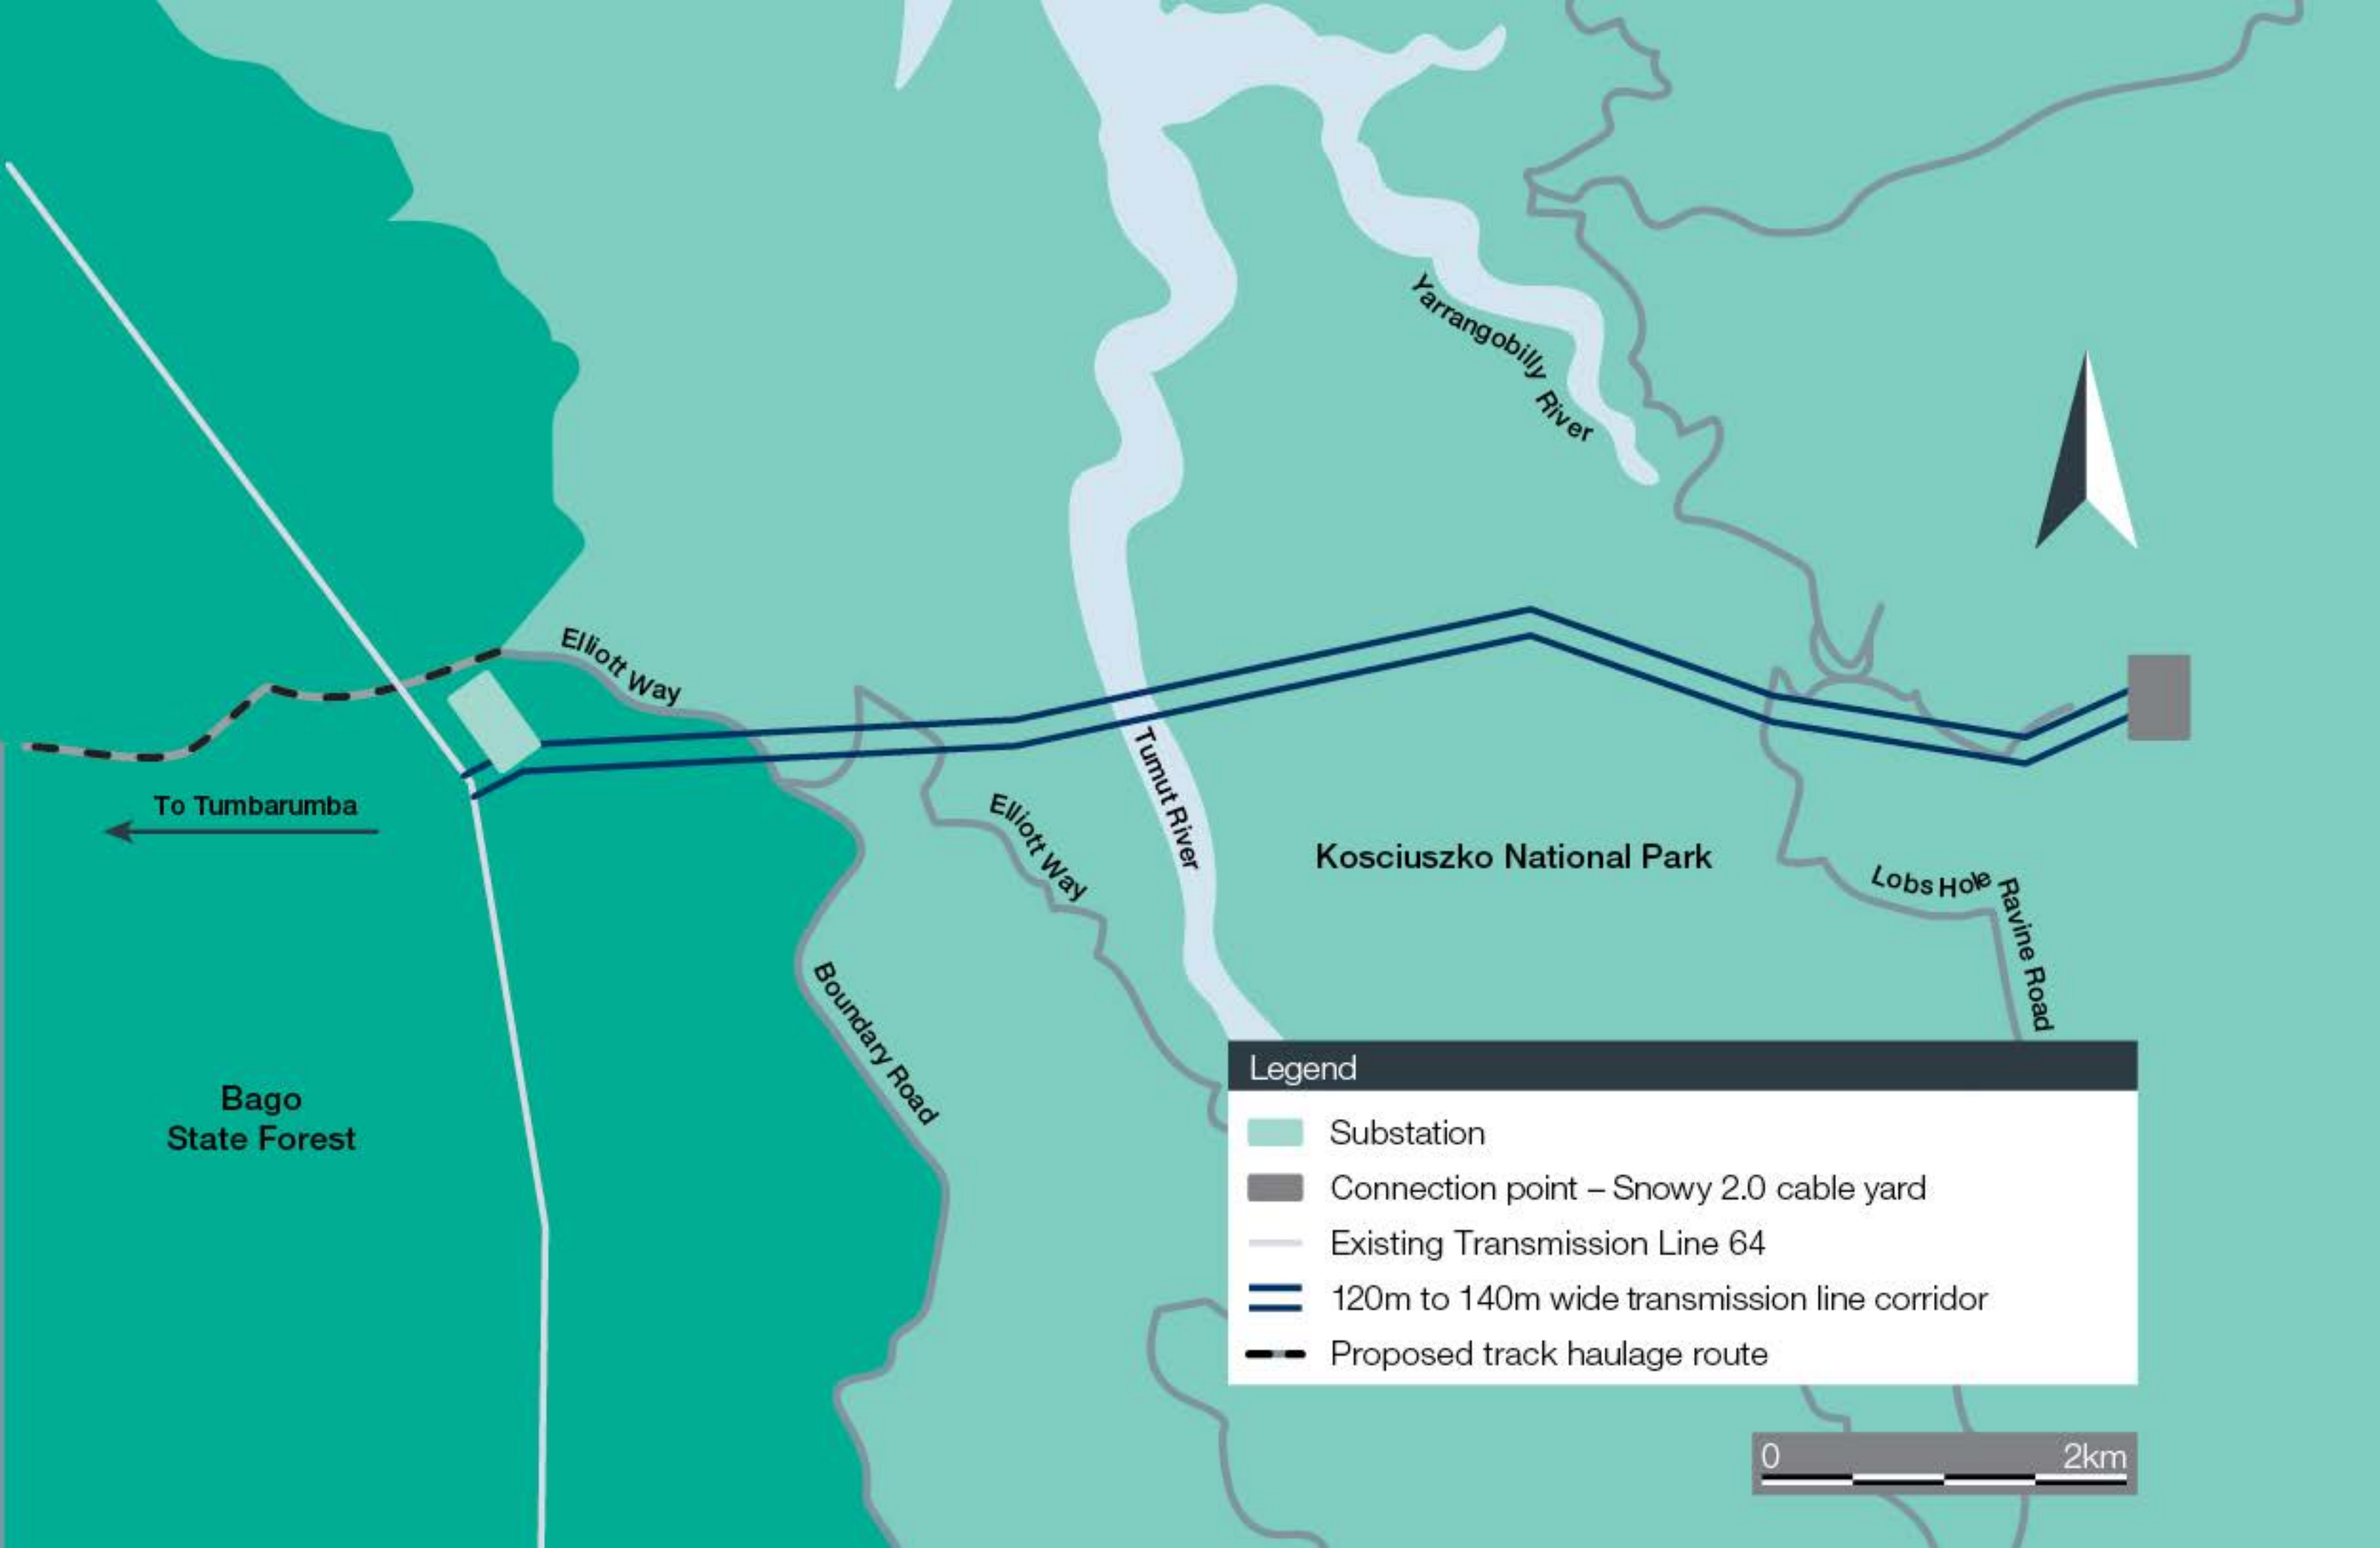 Yarrangobilly River
Elliott Way
To Tumbarumba
Tumut River
Elliott Way
Kosciuszko National Park
Lobs Hole Ravine Road
Boundary Road
Bago
State Forest
Legend
Substation
Connection point – Snowy 2.0 cable yard
Existing Transmission Line 64
120m to 140m wide transmission line corridor
Proposed track haulage route
0 2km